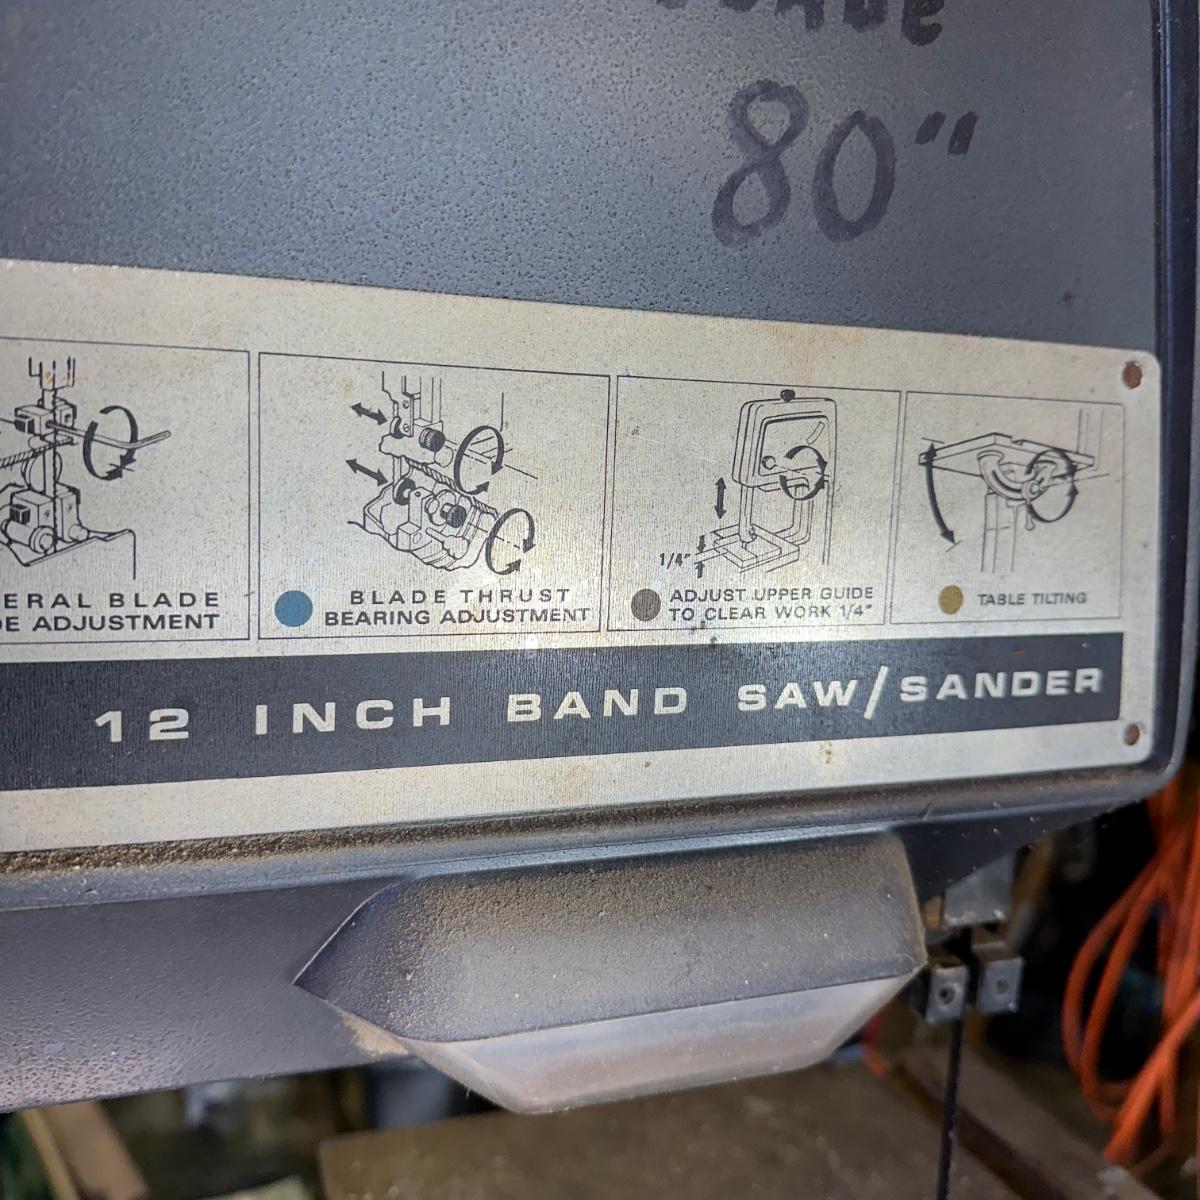 BLADE
80"
ERAL BLADE
DE ADJUSTMENT
BLADE THRUST
BEARING ADJUSTMENT
1/4"
ADJUST UPPER GUIDE
TO CLEAR WORK 1/4"
TABLE TILTING
12 INCH BAND SAW/SANDER